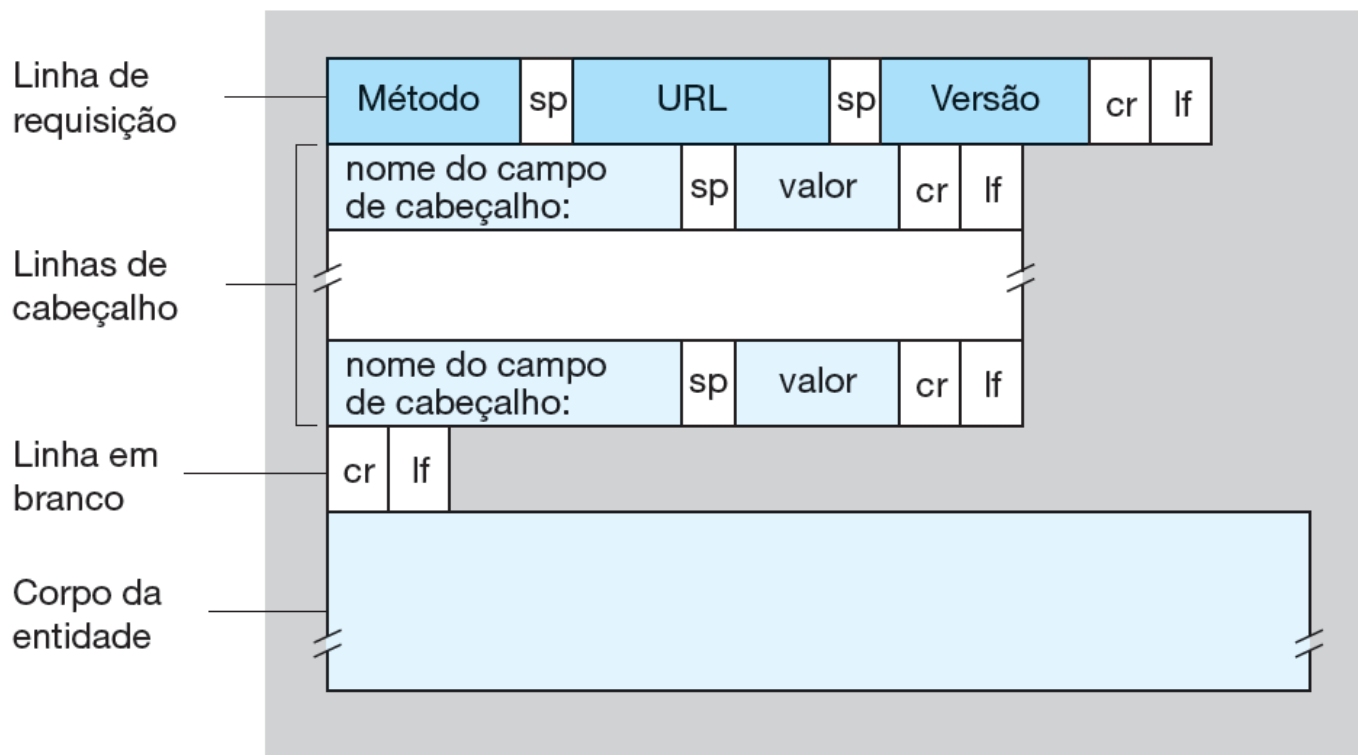 Linha de
requisição
Método sp URL sp Versão cr lf
nome do campo
de cabeçalho:
sp valor cr lf
Linhas de
cabeçalho
nome do campo
de cabeçalho:
sp valor cr lf
Linha em
branco
cr lf
Corpo da
entidade